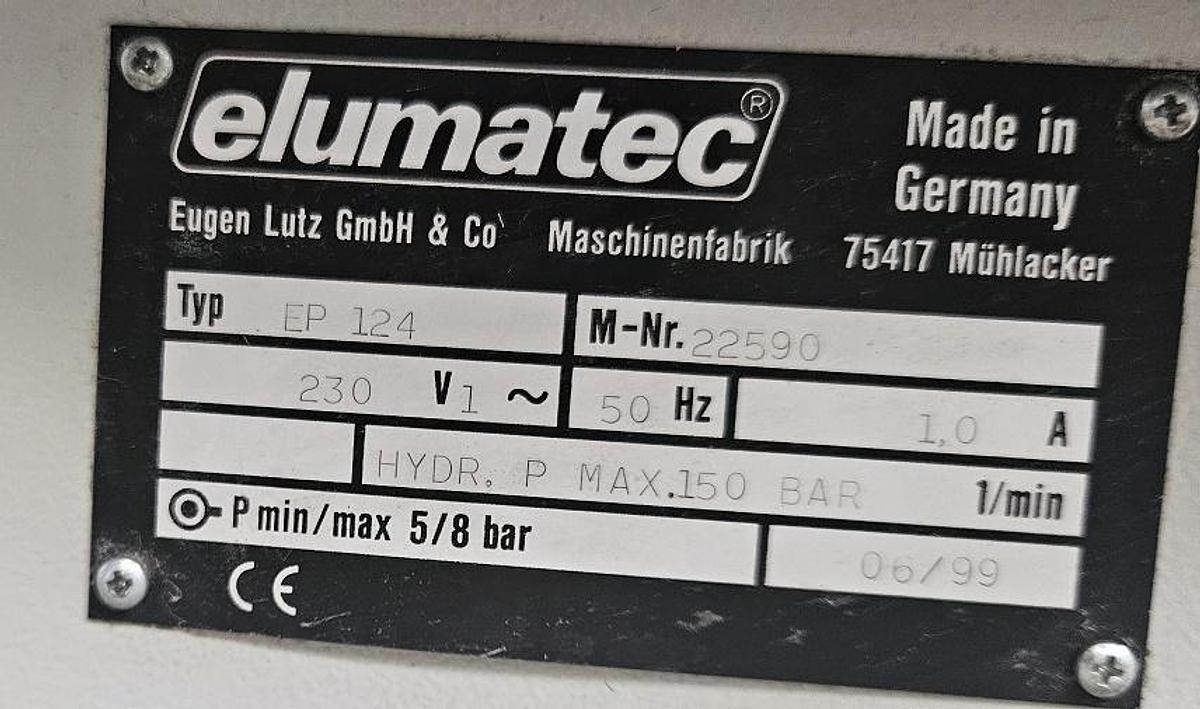 elumatec®
Made in
Germany
Eugen Lutz GmbH & Co Maschinenfabrik 75417 Mühlacker
Typ EP 124 M-Nr. 22590
230 V 1 ~ 50 Hz 1,0 A
HYDR. P MAX.150 BAR 1/min
P min/max 5/8 bar 06/99
CE